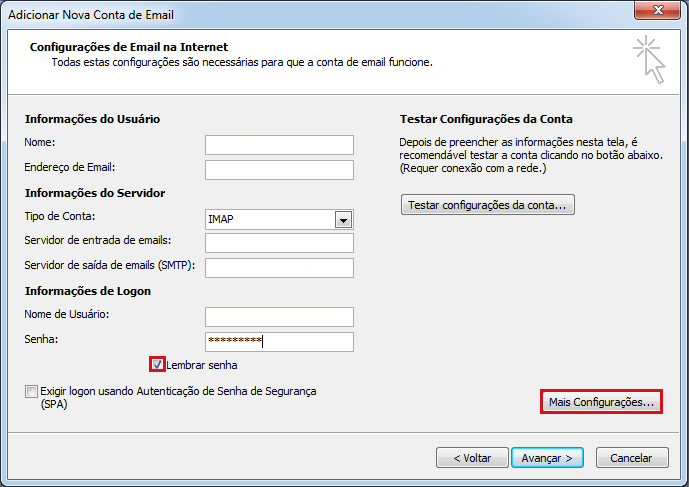 Adicionar Nova Conta de Email
Configurações de Email na Internet
Todas estas configurações são necessárias para que a conta de email funcione.
Informações do Usuário
Nome:
Endereço de Email:
Informações do Servidor
Tipo de Conta:
IMAP
Servidor de entrada de emails:
Servidor de saída de emails (SMTP):
Informações de Logon
Nome de Usuário:
Senha:
*********
Lembrar senha
Exigir logon usando Autenticação de Senha de Segurança
(SPA)
Testar Configurações da Conta
Depois de preencher as informações nesta tela, é
recomendável testar a conta clicando no botão abaixo.
(Requer conexão com a rede.)
Testar configurações da conta...
Mais Configurações...
< Voltar
Avançar >
Cancelar